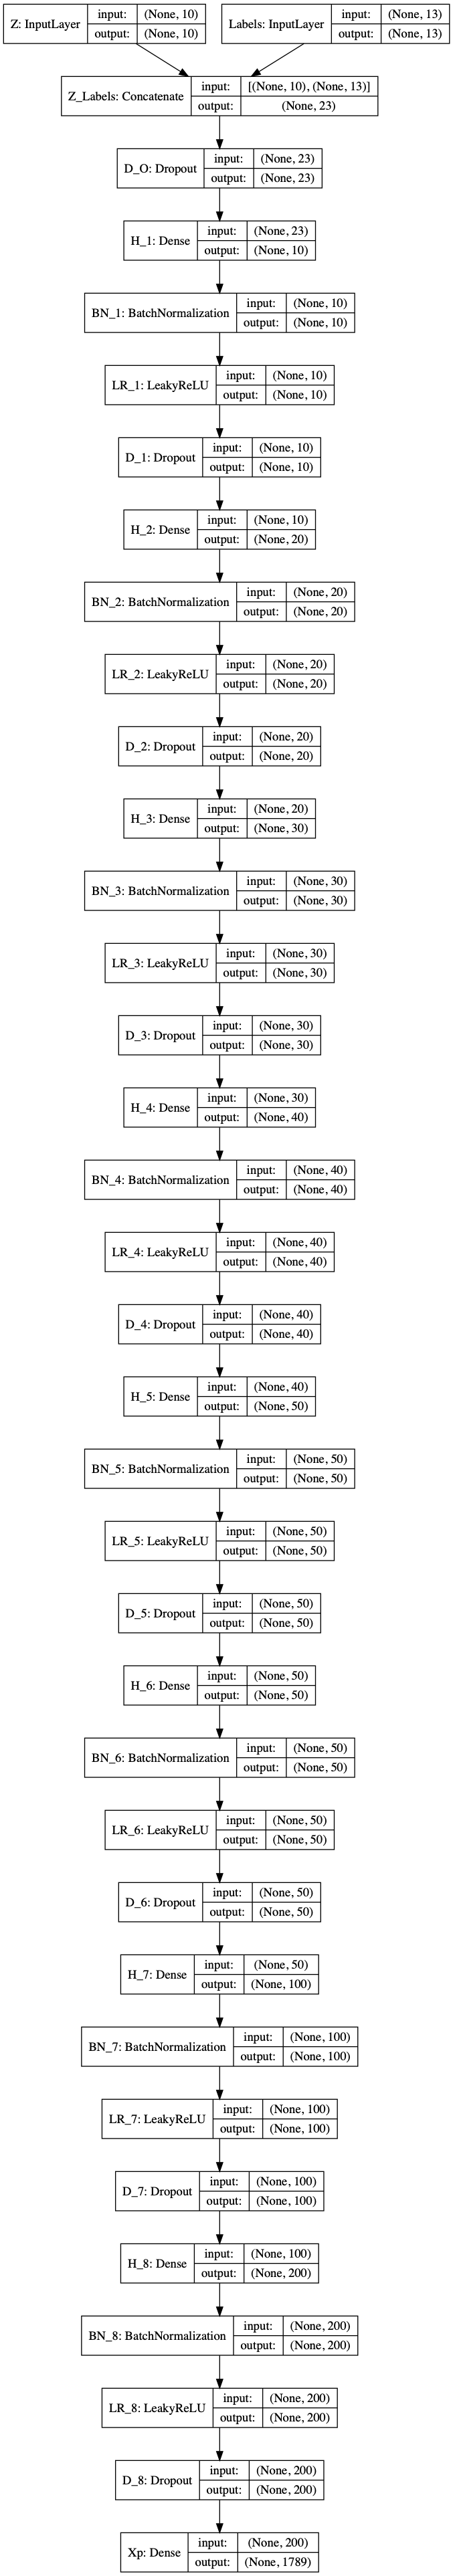 Z: InputLayer input: (None, 10)
output: (None, 10)
Labels: InputLayer input: (None, 13)
output: (None, 13)
Z_Labels: Concatenate input: [(None, 10), (None, 13)]
output: (None, 23)
D_O: Dropout input: (None, 23)
output: (None, 23)
H_1: Dense input: (None, 23)
output: (None, 10)
BN_1: BatchNormalization input: (None, 10)
output: (None, 10)
LR_1: LeakyReLU input: (None, 10)
output: (None, 10)
D_1: Dropout input: (None, 10)
output: (None, 10)
H_2: Dense input: (None, 10)
output: (None, 20)
BN_2: BatchNormalization input: (None, 20)
output: (None, 20)
LR_2: LeakyReLU input: (None, 20)
output: (None, 20)
D_2: Dropout input: (None, 20)
output: (None, 20)
H_3: Dense input: (None, 20)
output: (None, 30)
BN_3: BatchNormalization input: (None, 30)
output: (None, 30)
LR_3: LeakyReLU input: (None, 30)
output: (None, 30)
D_3: Dropout input: (None, 30)
output: (None, 30)
H_4: Dense input: (None, 30)
output: (None, 40)
BN_4: BatchNormalization input: (None, 40)
output: (None, 40)
LR_4: LeakyReLU input: (None, 40)
output: (None, 40)
D_4: Dropout input: (None, 40)
output: (None, 40)
H_5: Dense input: (None, 40)
output: (None, 50)
BN_5: BatchNormalization input: (None, 50)
output: (None, 50)
LR_5: LeakyReLU input: (None, 50)
output: (None, 50)
D_5: Dropout input: (None, 50)
output: (None, 50)
H_6: Dense input: (None, 50)
output: (None, 50)
BN_6: BatchNormalization input: (None, 50)
output: (None, 50)
LR_6: LeakyReLU input: (None, 50)
output: (None, 50)
D_6: Dropout input: (None, 50)
output: (None, 50)
H_7: Dense input: (None, 50)
output: (None, 100)
BN_7: BatchNormalization input: (None, 100)
output: (None, 100)
LR_7: LeakyReLU input: (None, 100)
output: (None, 100)
D_7: Dropout input: (None, 100)
output: (None, 100)
H_8: Dense input: (None, 100)
output: (None, 200)
BN_8: BatchNormalization input: (None, 200)
output: (None, 200)
LR_8: LeakyReLU input: (None, 200)
output: (None, 200)
D_8: Dropout input: (None, 200)
output: (None, 200)
Xp: Dense input: (None, 200)
output: (None, 1789)